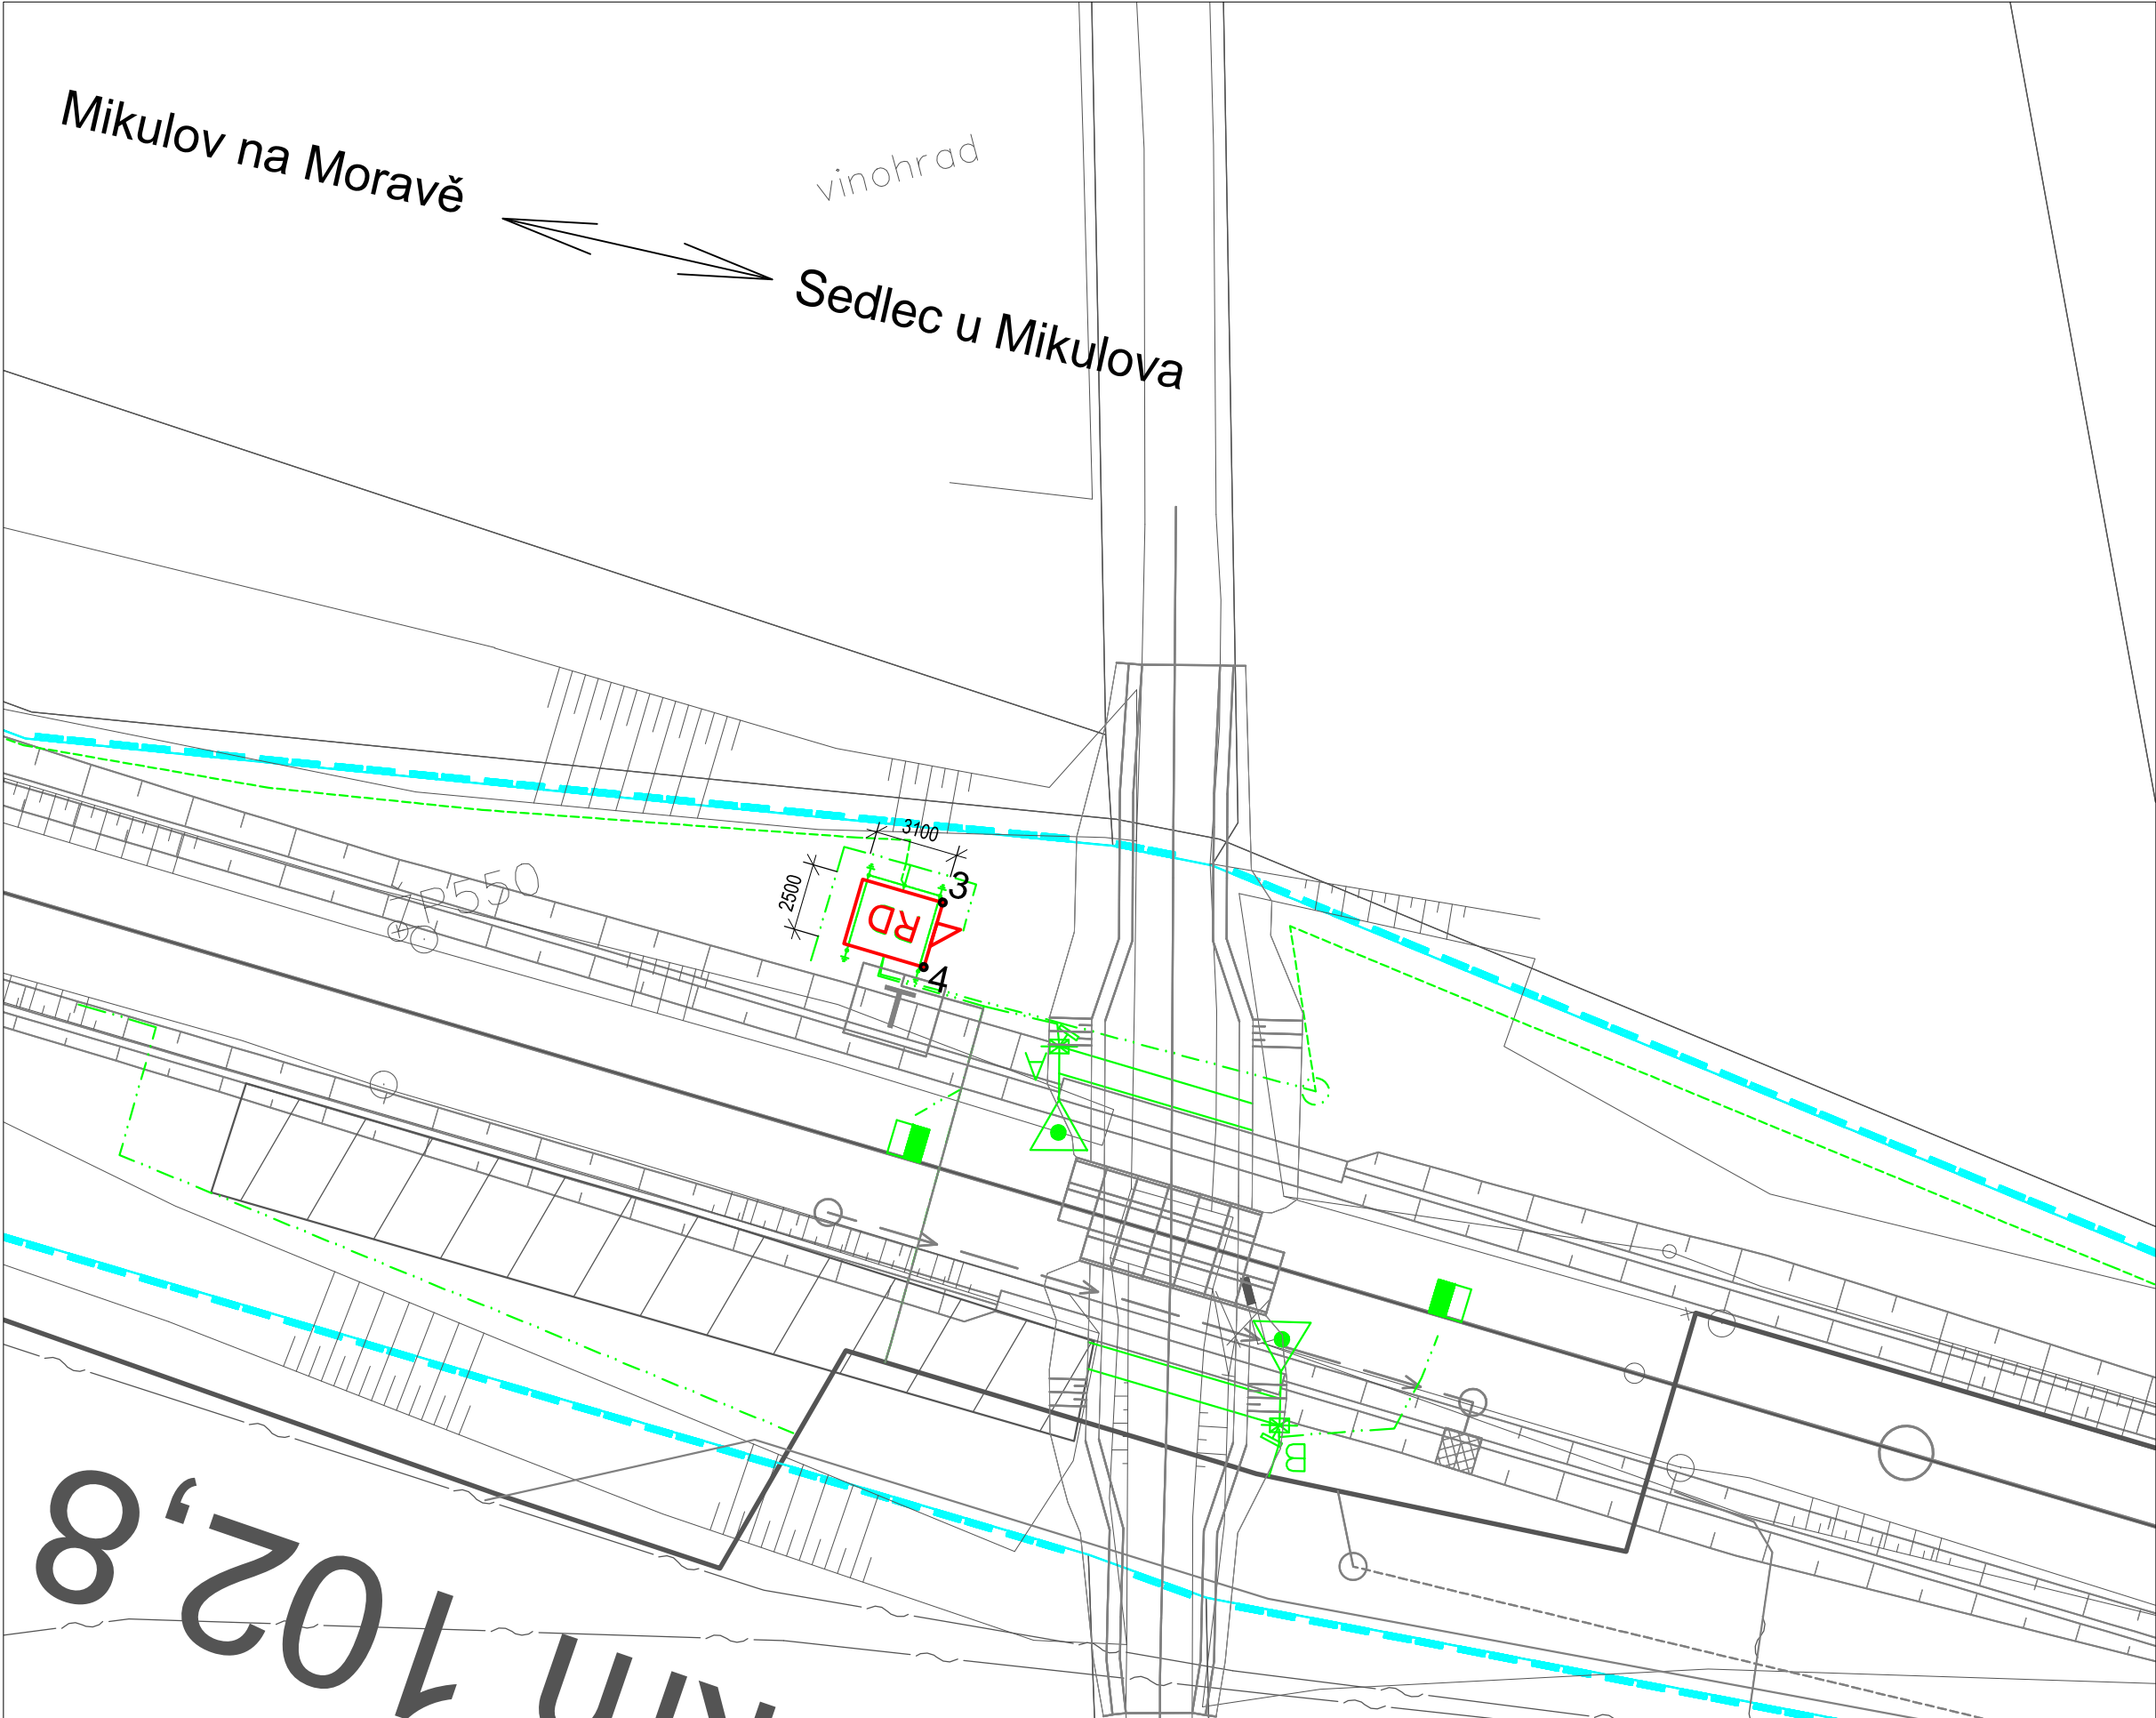 Mikulov na Moravě
vinohrad
Sedlec u Mikulova
3100
2500
3
RD
4
T
A
B
km 102,8